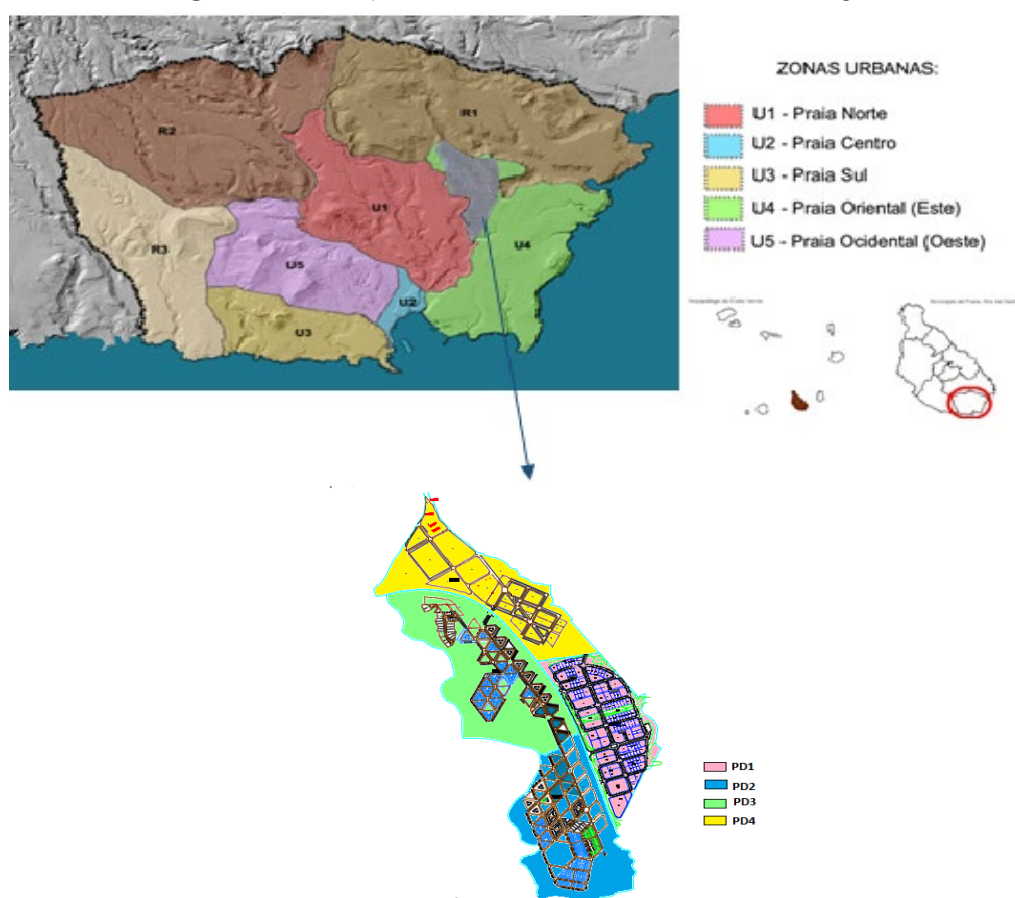 R1
R2
U1
R3
U4
U5
U2
U3
ZONAS URBANAS:
U1 - Praia Norte
U2 - Praia Centro
U3 - Praia Sul
U4 - Praia Oriental (Este)
U5 - Praia Ocidental (Oeste)
PD1
PD2
PD3
PD4